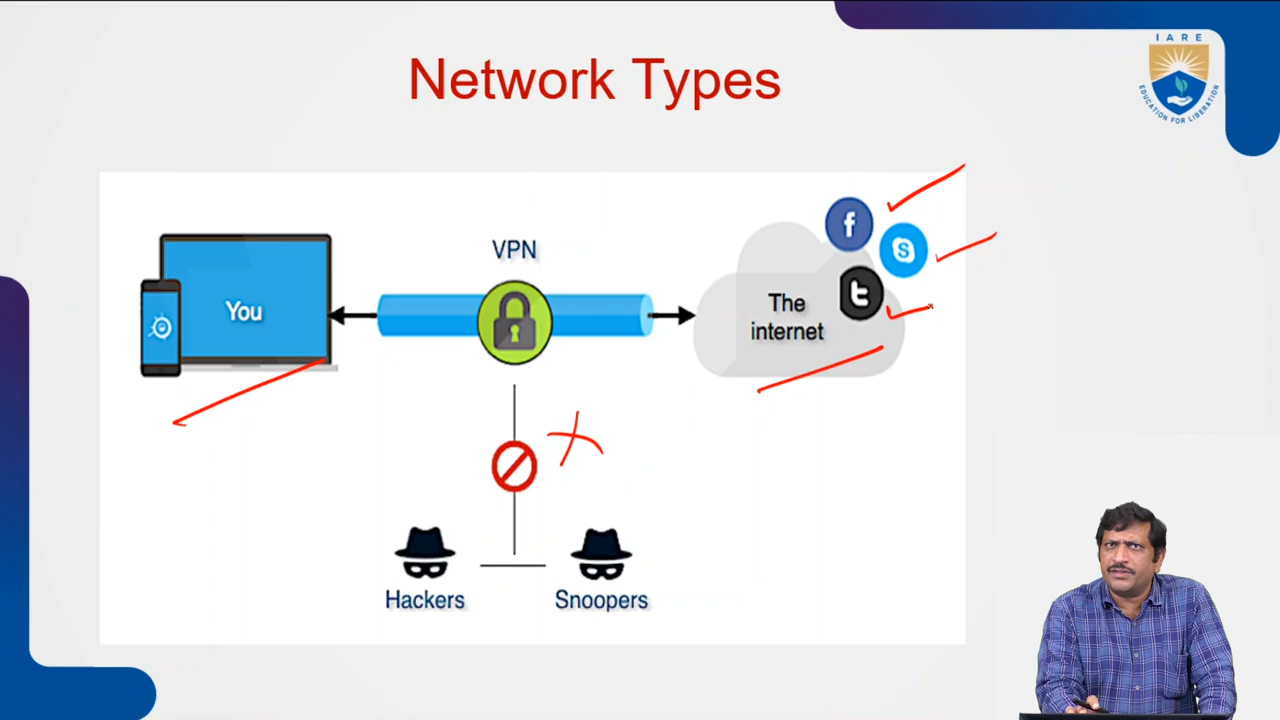 IARE
EDUCATION FOR LIBERATION
Network Types
VPN
You
The
internet
f
S
t
Hackers
Snoopers